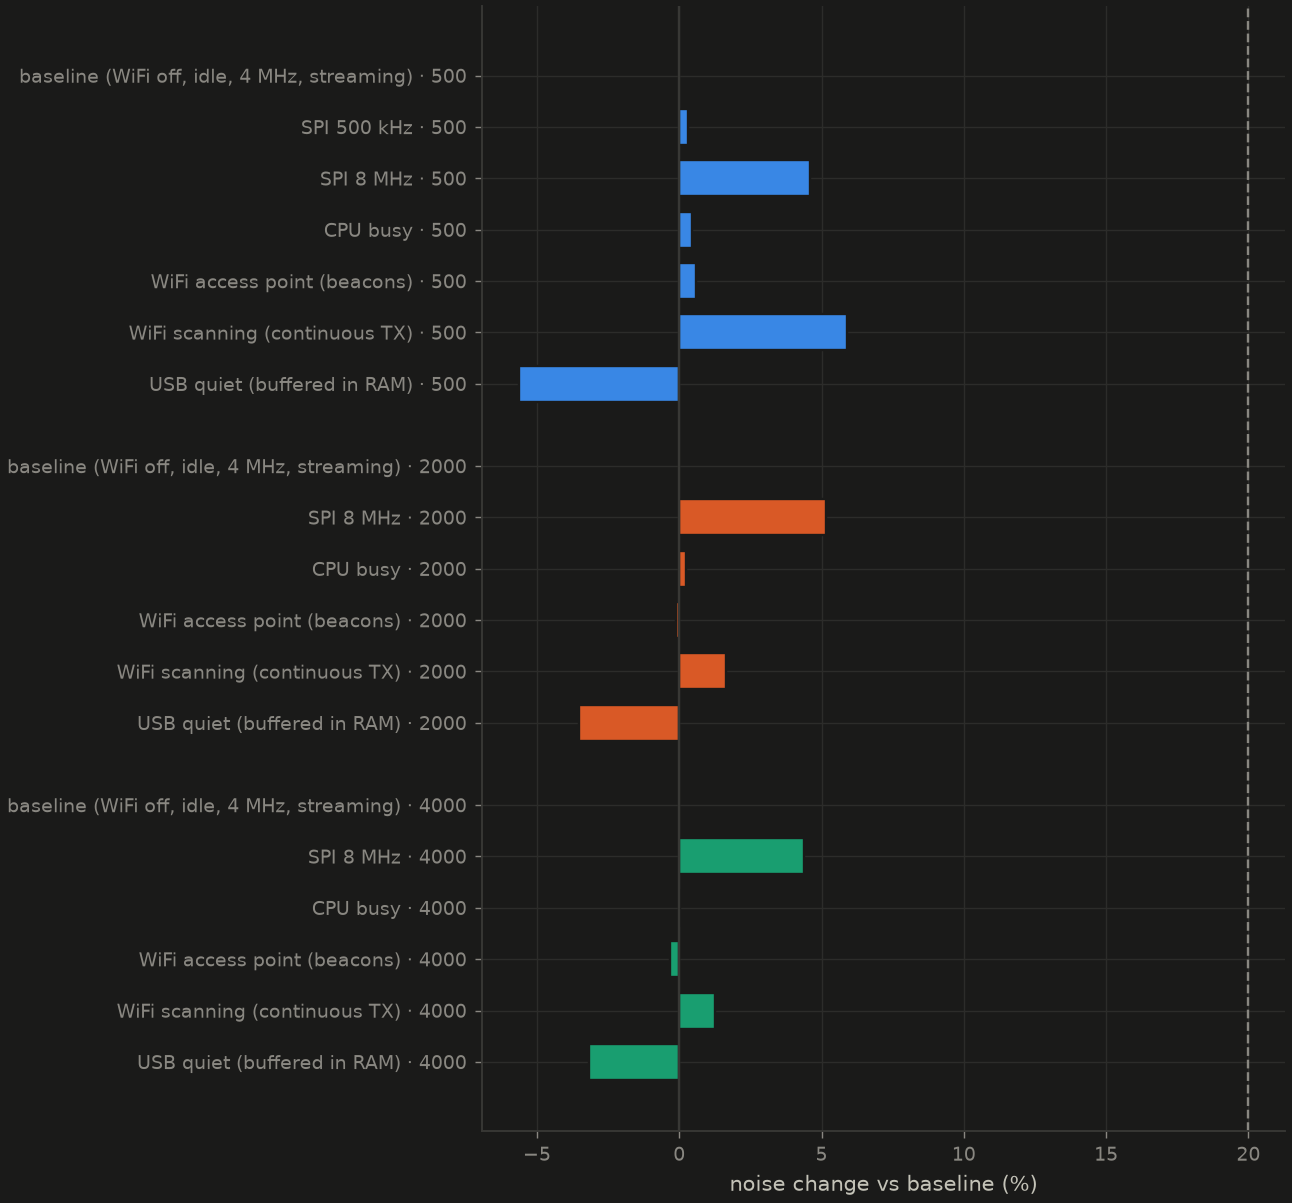 baseline (WiFi off, idle, 4 MHz, streaming) · 500
SPI 500 kHz · 500
SPI 8 MHz · 500
CPU busy · 500
WiFi access point (beacons) · 500
WiFi scanning (continuous TX) · 500
USB quiet (buffered in RAM) · 500
baseline (WiFi off, idle, 4 MHz, streaming) · 2000
SPI 8 MHz · 2000
CPU busy · 2000
WiFi access point (beacons) · 2000
WiFi scanning (continuous TX) · 2000
USB quiet (buffered in RAM) · 2000
baseline (WiFi off, idle, 4 MHz, streaming) · 4000
SPI 8 MHz · 4000
CPU busy · 4000
WiFi access point (beacons) · 4000
WiFi scanning (continuous TX) · 4000
USB quiet (buffered in RAM) · 4000
−5 0 5 10 15 20
noise change vs baseline (%)